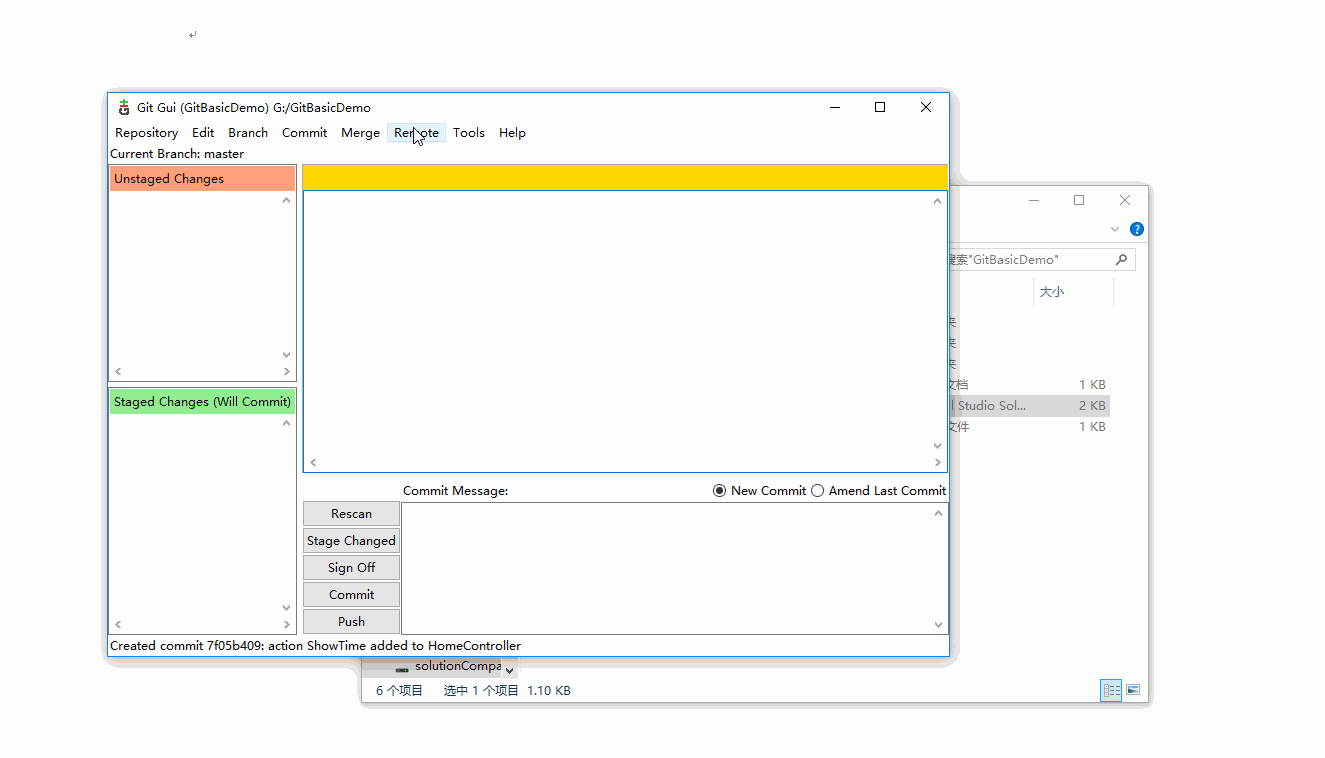 Git Gui (GitBasicDemo) G:/GitBasicDemo
Repository Edit Branch Commit Merge Remote Tools Help
Current Branch: master
Unstaged Changes
Staged Changes (Will Commit)
Commit Message:
New Commit
Amend Last Commit
Rescan
Stage Changed
Sign Off
Commit
Push
Created commit 7f05b409: action ShowTime added to HomeController
搜索"GitBasicDemo"
大小
文档 1 KB
Studio Sol... 2 KB
文件 1 KB
solutionCompa
6 个项目 选中 1 个项目 1.10 KB